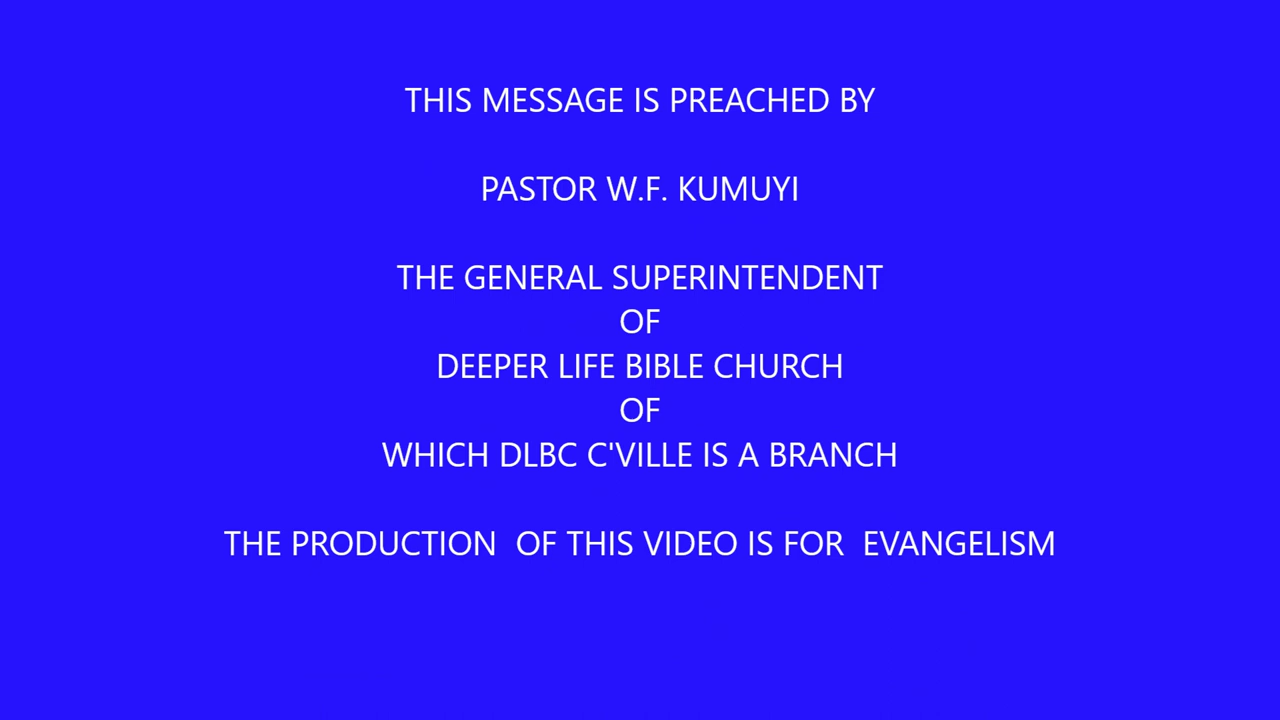 THIS MESSAGE IS PREACHED BY
PASTOR W.F. KUMUYI
THE GENERAL SUPERINTENDENT
OF
DEEPER LIFE BIBLE CHURCH
OF
WHICH DLBC C'VILLE IS A BRANCH
THE PRODUCTION  OF THIS VIDEO IS FOR  EVANGELISM